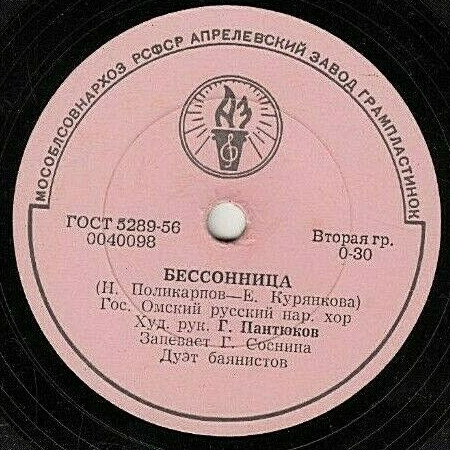 МОСОБЛСОВНАРХОЗ РСФСР АПРЕЛЕВСКИЙ ЗАВОД ГРАМПЛАСТИНОК
АЗ
ГОСТ 5289-56
0040098
Вторая гр.
0-30
БЕССОННИЦА
(Н. Поликарпов—Е. Курянкова)
Гос. Омский русский нар. хор
Худ. рук. Г. Пантюков
Запевает Г. Соснина
Дуэт баянистов